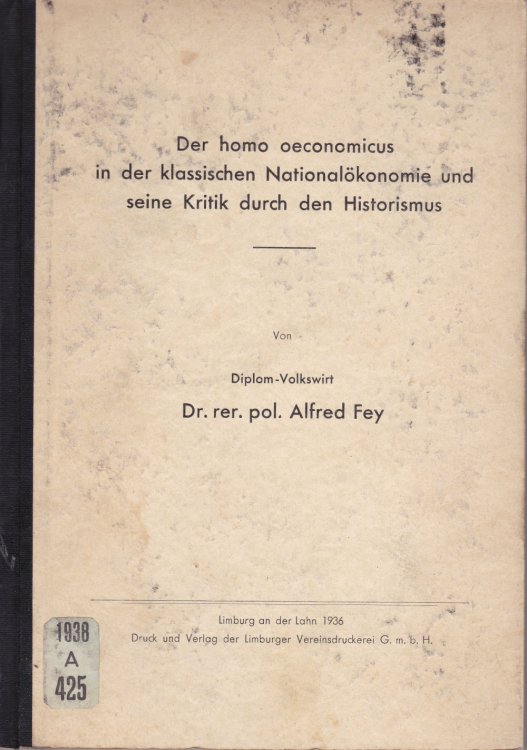 Der homo oeconomicus
in der klassischen Nationalökonomie und
seine Kritik durch den Historismus
Von
Diplom-Volkswirt
Dr. rer. pol. Alfred Fey
Limburg an der Lahn 1936
Druck und Verlag der Limburger Vereinsdruckerei G. m. b. H.
1938
A
425